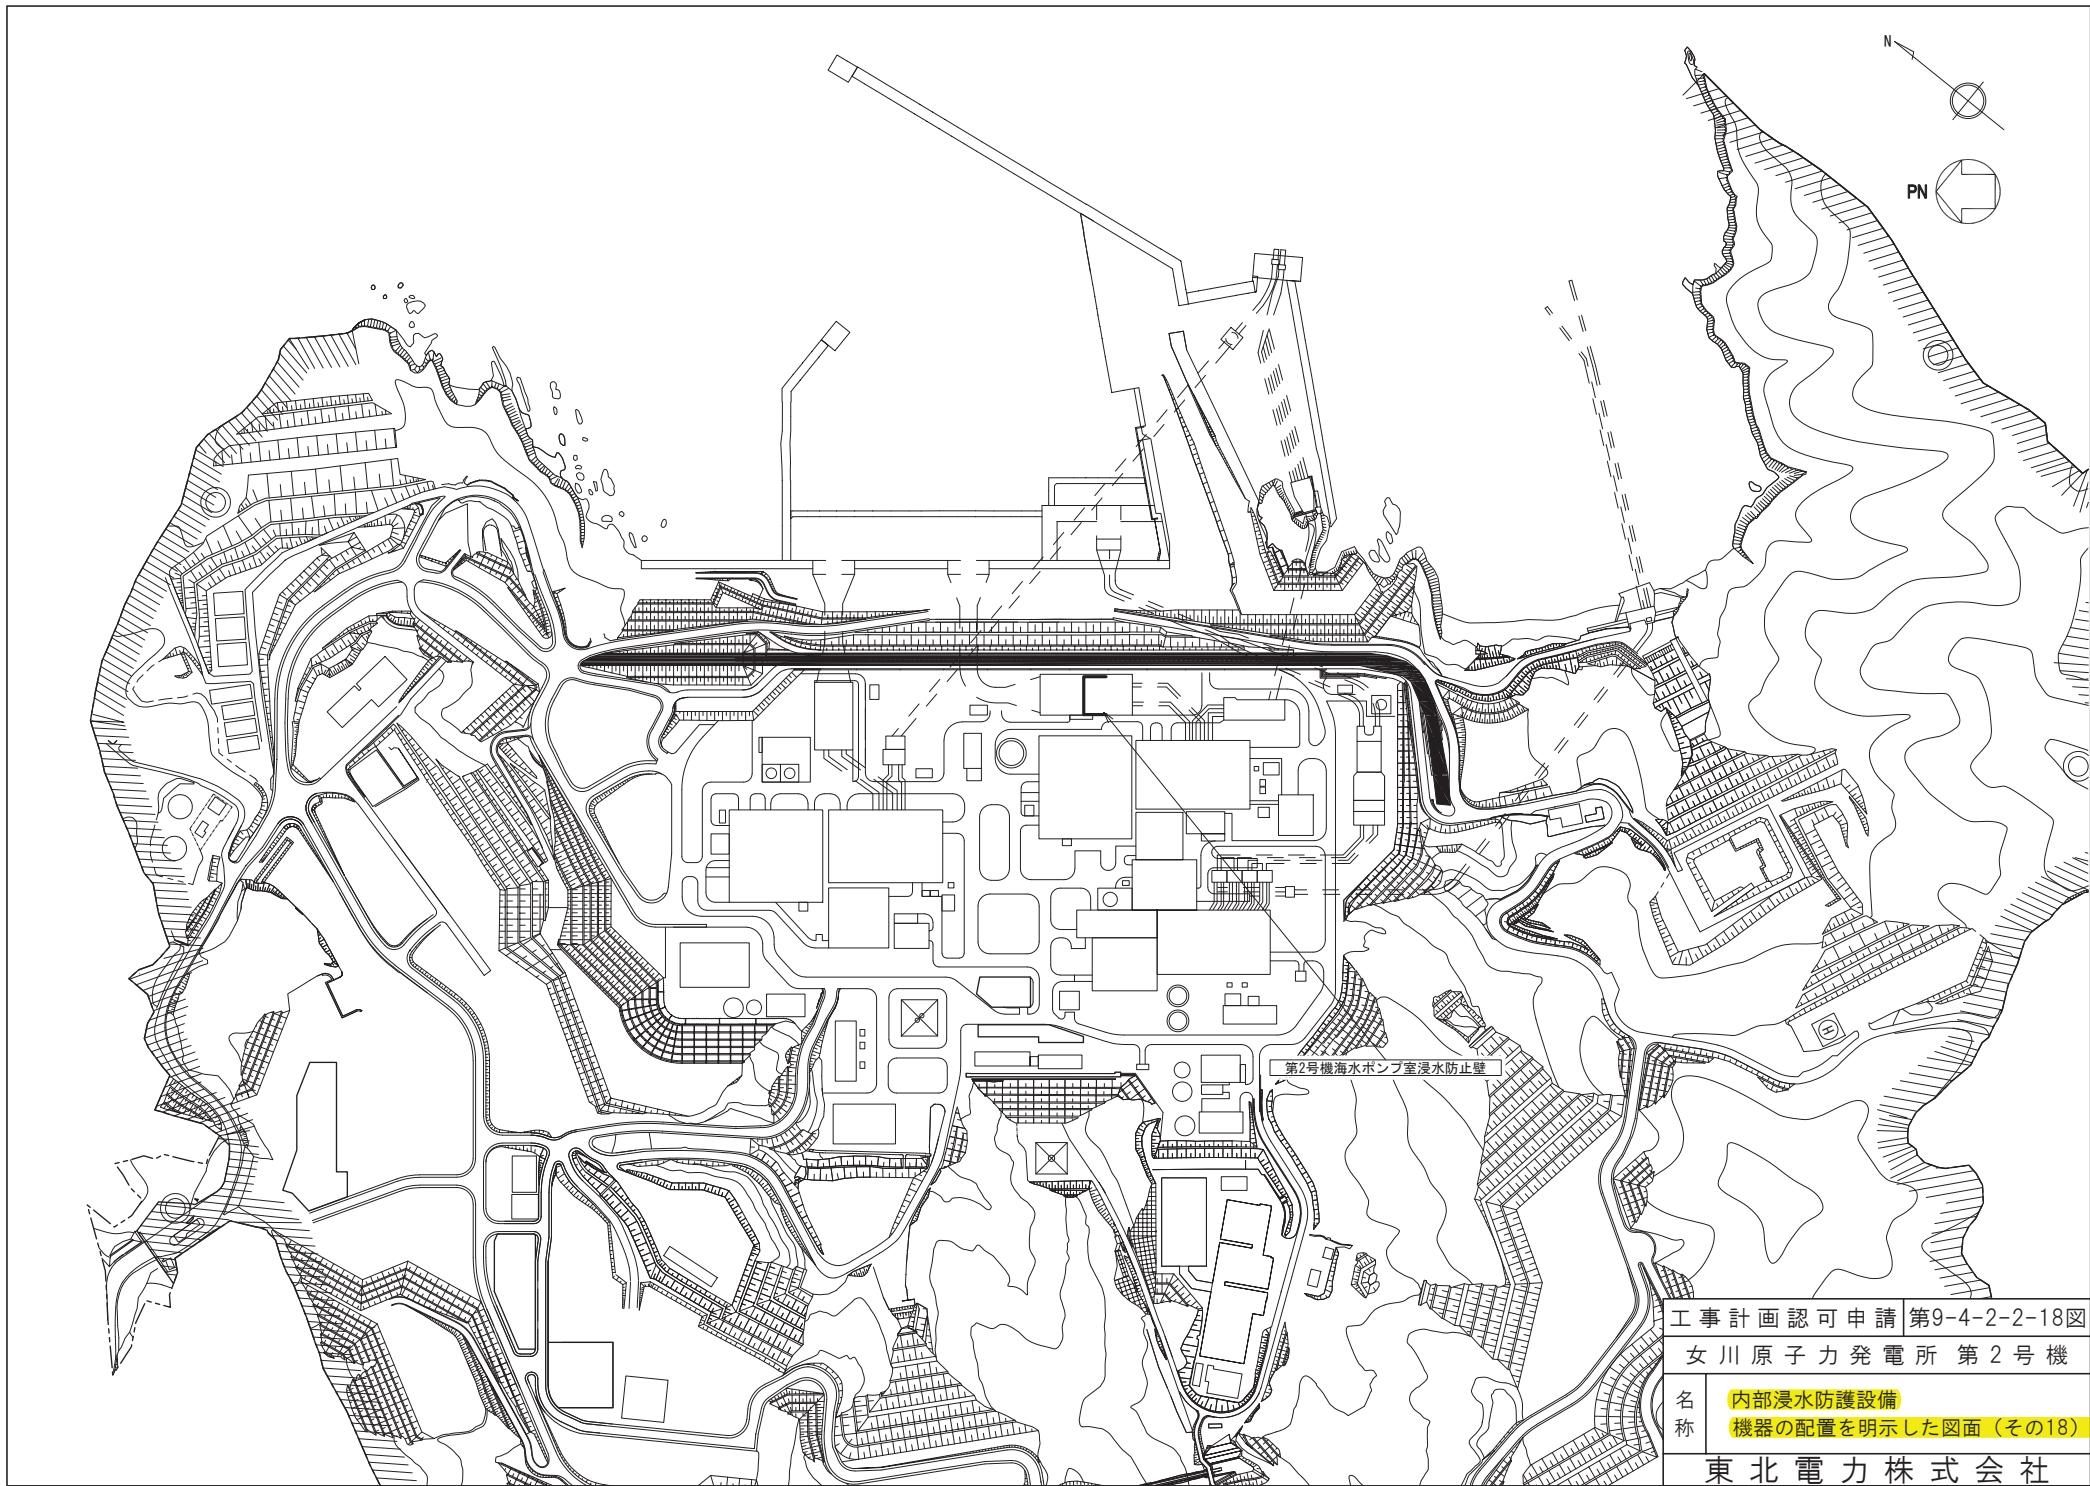 N
PN
H
第2号機海水ポンプ室浸水防止壁
工事計画認可申請 第9-4-2-2-18図
女川原子力発電所 第2号機
名称
内部浸水防護設備
機器の配置を明示した図面（その18）
東北電力株式会社